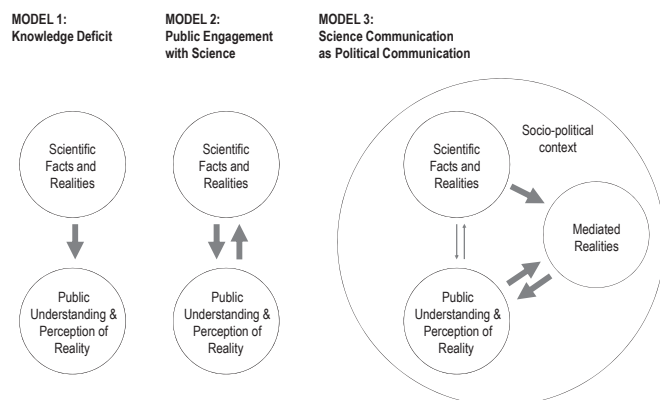 MODEL 1:
Knowledge Deficit
MODEL 2:
Public Engagement
with Science
MODEL 3:
Science Communication
as Political Communication
Scientific
Facts and
Realities
Public
Understanding &
Perception of
Reality
Scientific
Facts and
Realities
Public
Understanding &
Perception of
Reality
Socio-political
context
Scientific
Facts and
Realities
Mediated
Realities
Public
Understanding &
Perception of
Reality